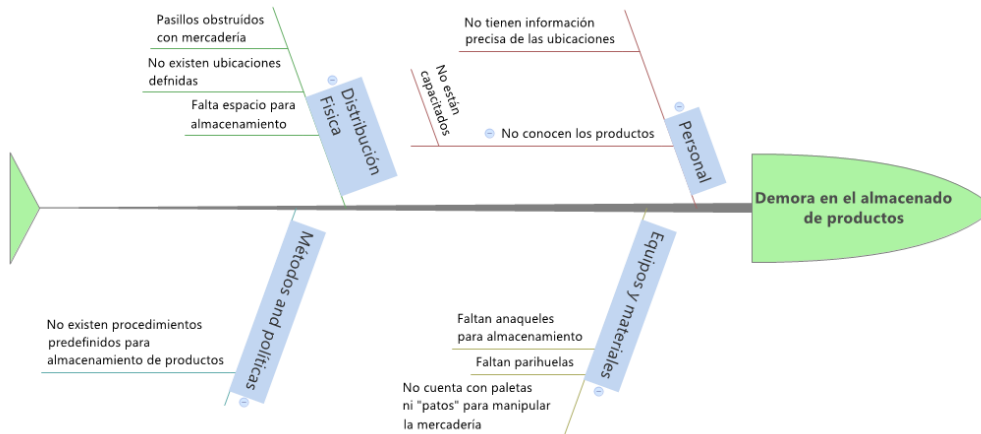 Pasillos obstruídos
con mercadería
No existen ubicaciones
defnidas
Falta espacio para
almacenamiento
Distribución
Fisica
No tienen información
precisa de las ubicaciones
No están
capacitados
No conocen los productos
Personal
Demora en el almacenado
de productos
No existen procedimientos
predefinidos para
almacenamiento de productos
Métodos and políticas
Faltan anaqueles
para almacenamiento
Faltan parihuelas
No cuenta con paletas
ni "patos" para manipular
la mercadería
Equipos y materiales